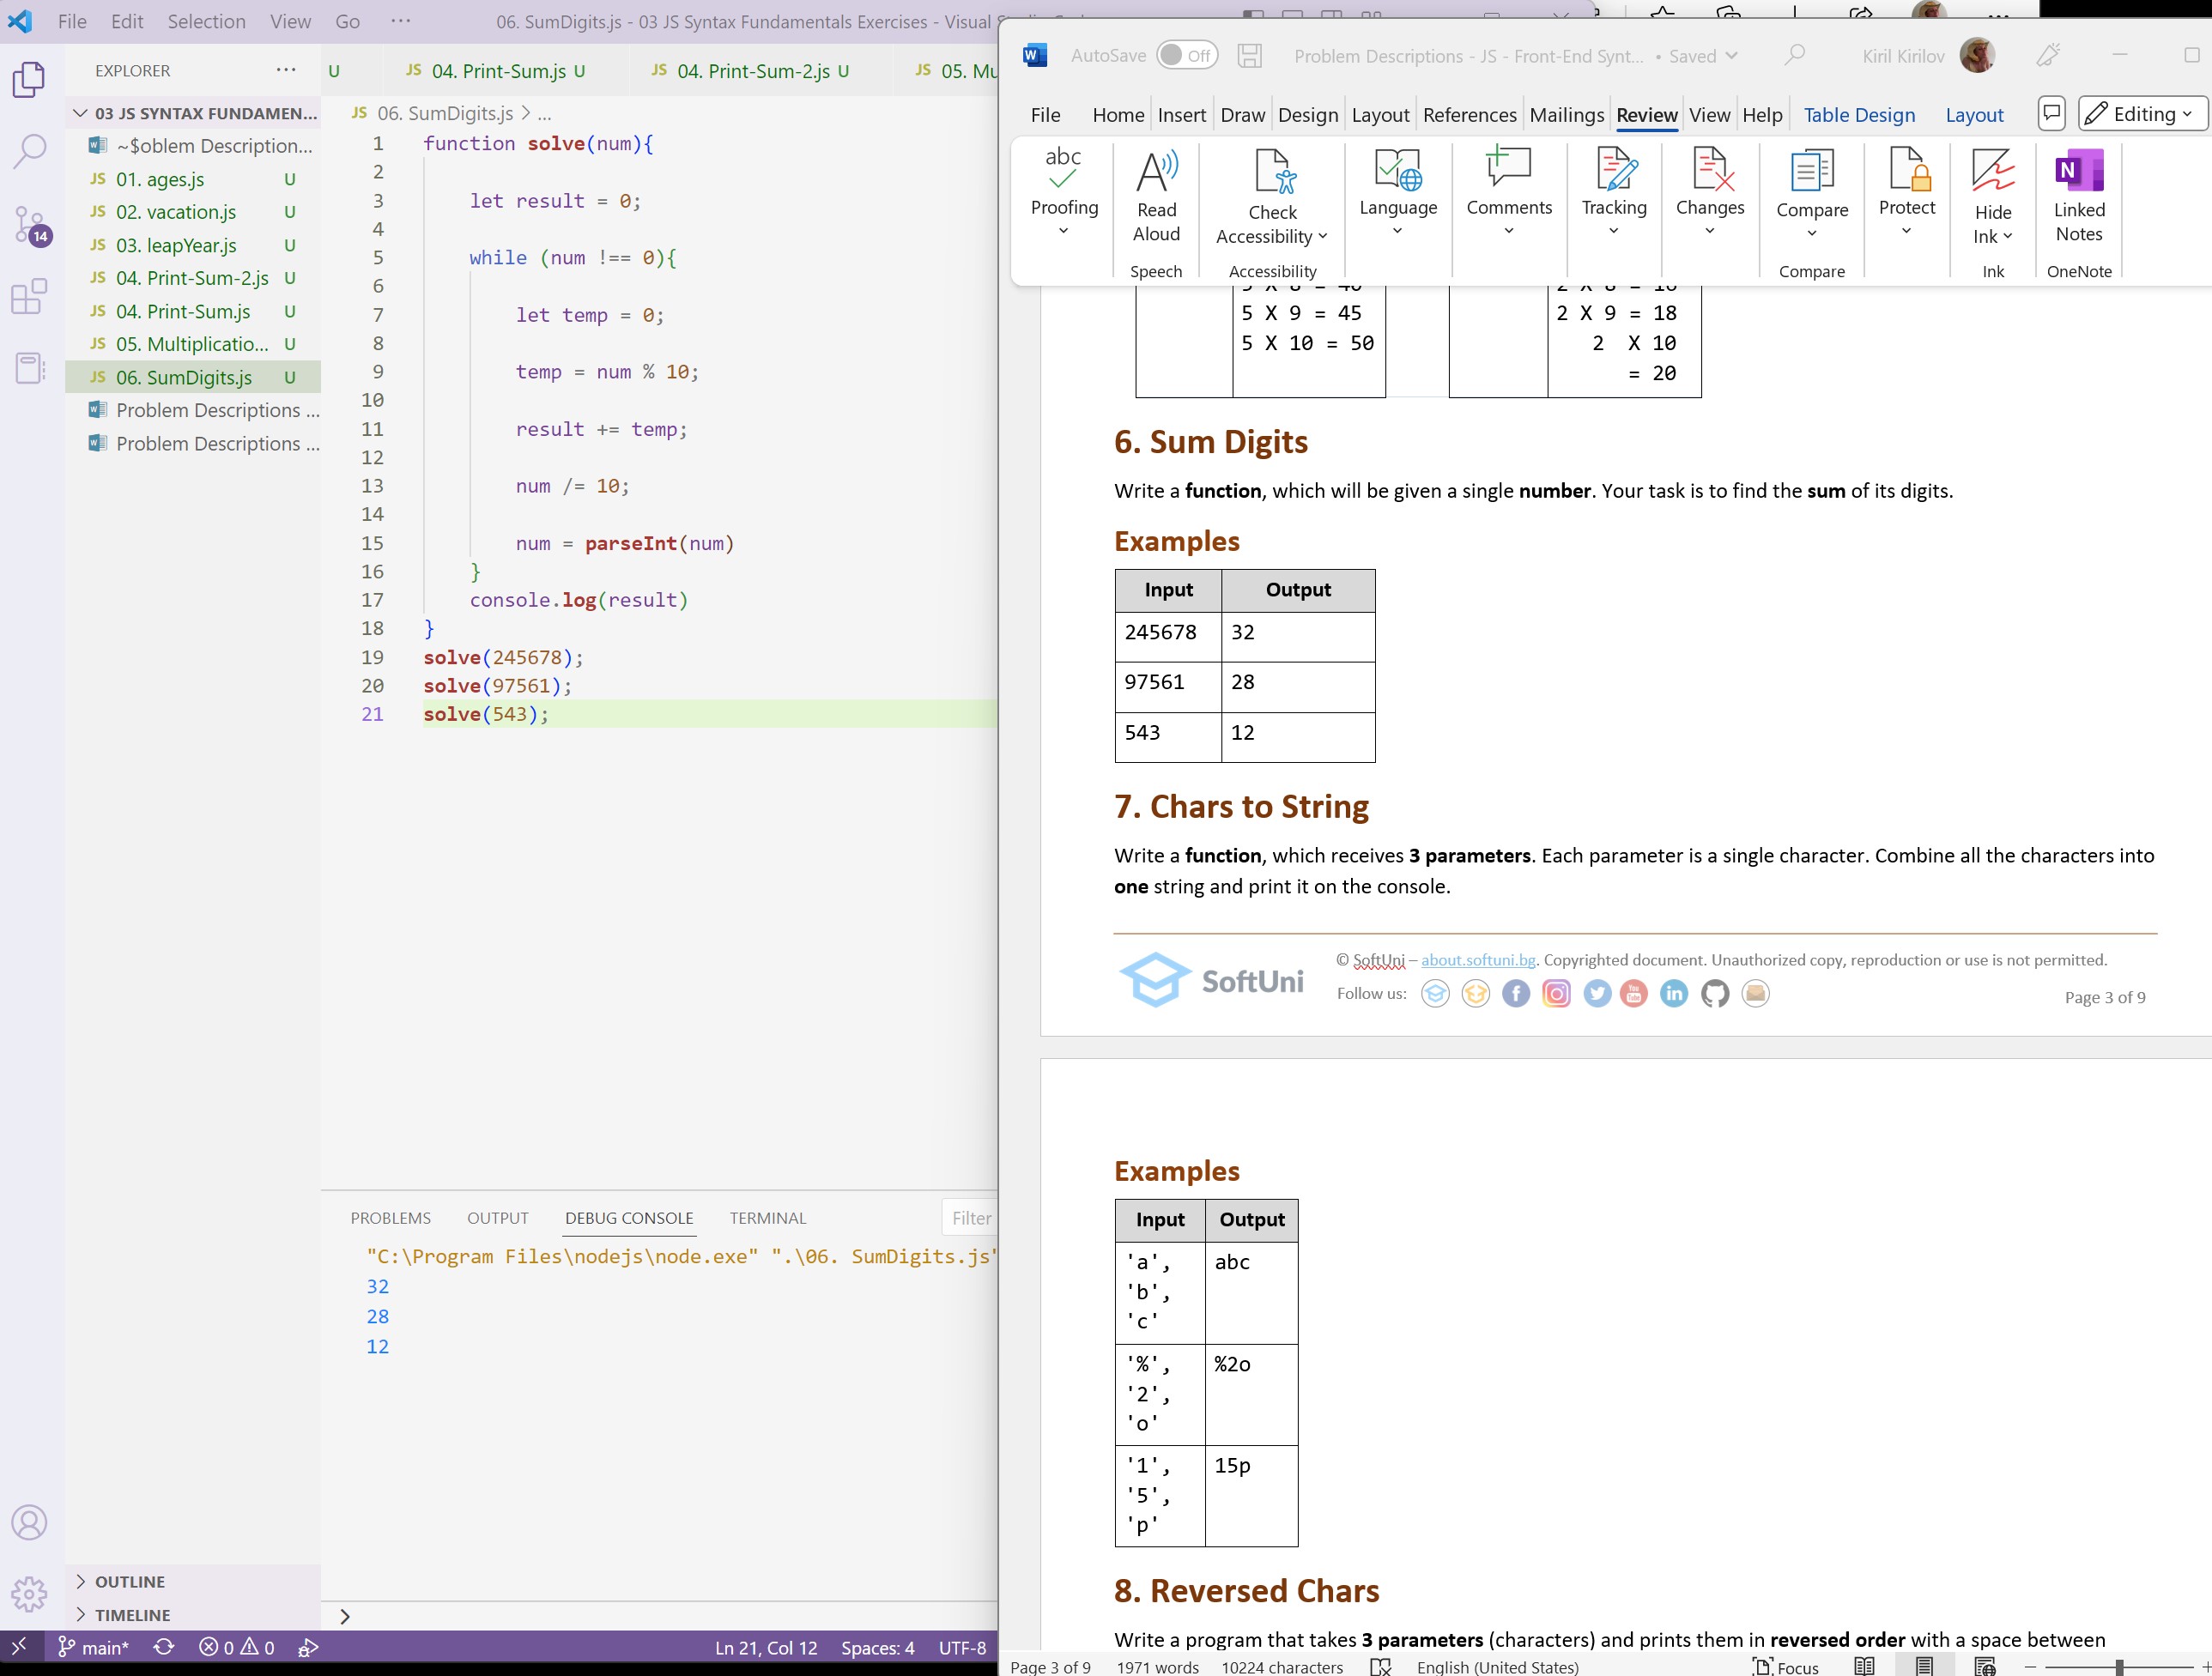 File Edit Selection View Go ···
06. SumDigits.js - 03 JS Syntax Fundamentals Exercises - Visual
EXPLORER ···
03 JS SYNTAX FUNDAMEN...
~$oblem Description...
JS 01. ages.js U
JS 02. vacation.js U
JS 03. leapYear.js U
JS 04. Print-Sum-2.js U
JS 04. Print-Sum.js U
JS 05. Multiplicatio... U
JS 06. SumDigits.js U
Problem Descriptions ...
Problem Descriptions ...
14
OUTLINE
TIMELINE
U JS 04. Print-Sum.js U JS 04. Print-Sum-2.js U JS 05. Mu
JS 06. SumDigits.js > ...
1 function solve(num){
2
3 let result = 0;
4
5 while (num !== 0){
6
7 let temp = 0;
8
9 temp = num % 10;
10
11 result += temp;
12
13 num /= 10;
14
15 num = parseInt(num)
16 }
17 console.log(result)
18 }
19 solve(245678);
20 solve(97561);
21 solve(543);
PROBLEMS OUTPUT DEBUG CONSOLE TERMINAL Filter
"C:\Program Files\nodejs\node.exe" ".\06. SumDigits.js"
32
28
12
>
main* 0 0 Ln 21, Col 12 Spaces: 4 UTF-8
W AutoSave Off Problem Descriptions - JS - Front-End Synt... • Saved Kiril Kirilov
File Home Insert Draw Design Layout References Mailings Review View Help Table Design Layout Editing
abc
Proofing
Read Aloud
Speech
Check Accessibility
Accessibility
Language
Comments
Tracking
Changes
Compare
Compare
Protect
Hide Ink
Ink
N
Linked Notes
OneNote
5 X 9 = 45
5 X 10 = 50
2 X 9 = 18
2 X 10
= 20
6. Sum Digits
Write a function, which will be given a single number. Your task is to find the sum of its digits.
Examples
Input Output
245678 32
97561 28
543 12
7. Chars to String
Write a function, which receives 3 parameters. Each parameter is a single character. Combine all the characters into
one string and print it on the console.
SoftUni
© SoftUni – about.softuni.bg. Copyrighted document. Unauthorized copy, reproduction or use is not permitted.
Follow us:
Page 3 of 9
Examples
Input Output
'a', abc
'b',
'c'
'%', %2o
'2',
'o'
'1', 15p
'5',
'p'
8. Reversed Chars
Write a program that takes 3 parameters (characters) and prints them in reversed order with a space between
Page 3 of 9 1971 words 10224 characters English (United States) Focus